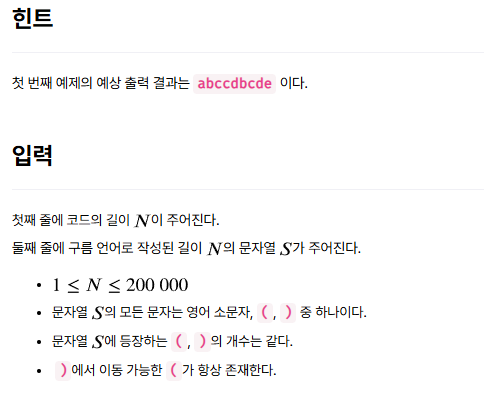 힌트
첫 번째 예제의 예상 출력 결과는 abccdbcde 이다.
입력
첫째 줄에 코드의 길이 N이 주어진다.
둘째 줄에 구름 언어로 작성된 길이 N의 문자열 S가 주어진다.
• 1 ≤ N ≤ 200 000
• 문자열 S의 모든 문자는 영어 소문자, ( , ) 중 하나이다.
• 문자열 S에 등장하는 ( , ) 의 개수는 같다.
• ) 에서 이동 가능한 ( 가 항상 존재한다.